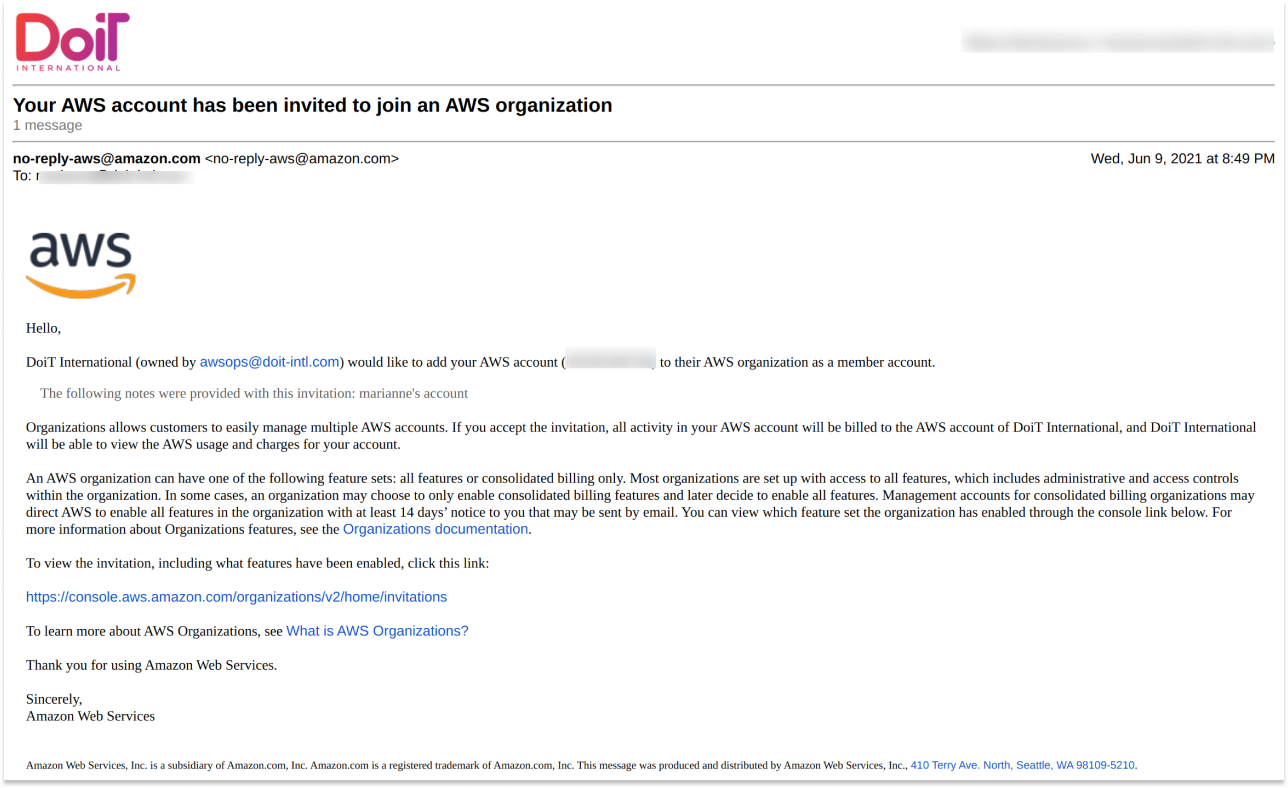 DoiT
INTERNATIONAL
Your AWS account has been invited to join an AWS organization
1 message
no-reply-aws@amazon.com <no-reply-aws@amazon.com>
Wed, Jun 9, 2021 at 8:49 PM
To:
aws
Hello,
DoiT International (owned by awsops@doit-intl.com) would like to add your AWS account ( to their AWS organization as a member account.
The following notes were provided with this invitation: marianne's account
Organizations allows customers to easily manage multiple AWS accounts. If you accept the invitation, all activity in your AWS account will be billed to the AWS account of DoiT International, and DoiT International
will be able to view the AWS usage and charges for your account.
An AWS organization can have one of the following feature sets: all features or consolidated billing only. Most organizations are set up with access to all features, which includes administrative and access controls
within the organization. In some cases, an organization may choose to only enable consolidated billing features and later decide to enable all features. Management accounts for consolidated billing organizations may
direct AWS to enable all features in the organization with at least 14 days’ notice to you that may be sent by email. You can view which feature set the organization has enabled through the console link below. For
more information about Organizations features, see the Organizations documentation.
To view the invitation, including what features have been enabled, click this link:
https://console.aws.amazon.com/organizations/v2/home/invitations
To learn more about AWS Organizations, see What is AWS Organizations?
Thank you for using Amazon Web Services.
Sincerely,
Amazon Web Services
Amazon Web Services, Inc. is a subsidiary of Amazon.com, Inc. Amazon.com is a registered trademark of Amazon.com, Inc. This message was produced and distributed by Amazon Web Services, Inc., 410 Terry Ave. North, Seattle, WA 98109-5210.